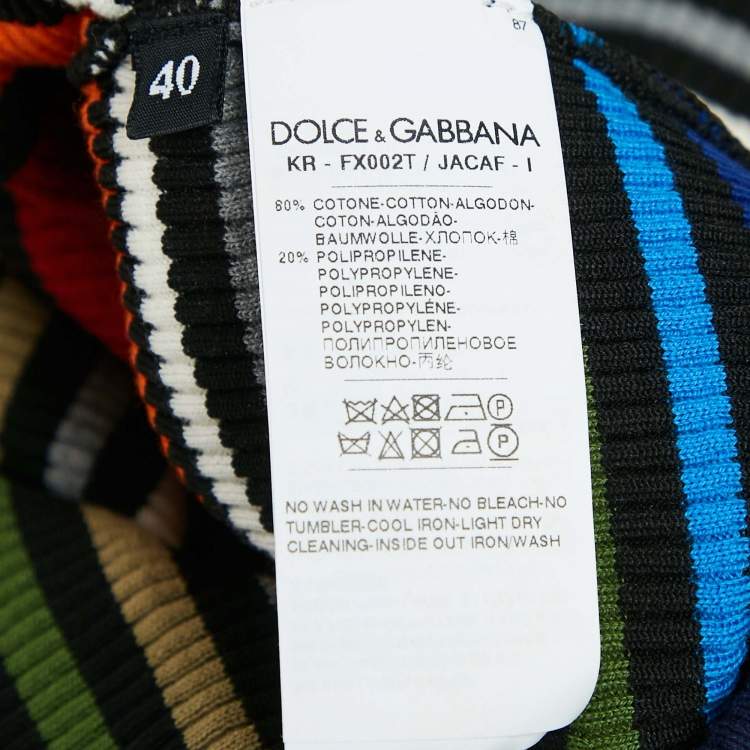 87
40
DOLCE & GABBANA
KR - FX002T / JACAF - I
80% COTONE-COTTON-ALGODON-
COTON-ALGODÃO-
BAUMWOLLE-ХЛОПОК-棉
20% POLIPROPILENE-
POLYPROPYLENE-
POLIPROPILENO-
POLYPROPYLÉNE-
POLYPROPYLEN-
ПОЛИПРОПИЛЕНОВОЕ
ВОЛОКНО-丙纶
P
P
NO WASH IN WATER-NO BLEACH-NO
TUMBLER-COOL IRON-LIGHT DRY
CLEANING-INSIDE OUT IRON/WASH